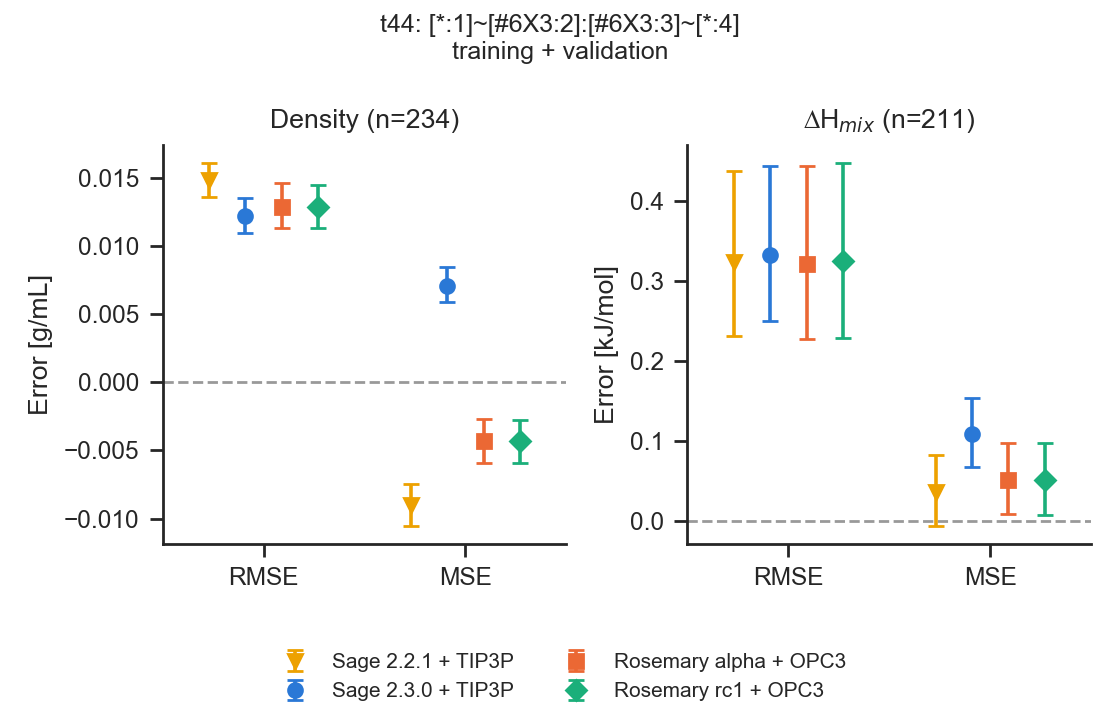 t44: [*:1]~[#6X3:2]:[#6X3:3]~[*:4]
training + validation
Density (n=234)
Error [g/mL]
0.015
0.010
0.005
0.000
−0.005
−0.010
RMSE
MSE
ΔH_mix (n=211)
Error [kJ/mol]
0.4
0.3
0.2
0.1
0.0
RMSE
MSE
Sage 2.2.1 + TIP3P
Sage 2.3.0 + TIP3P
Rosemary alpha + OPC3
Rosemary rc1 + OPC3